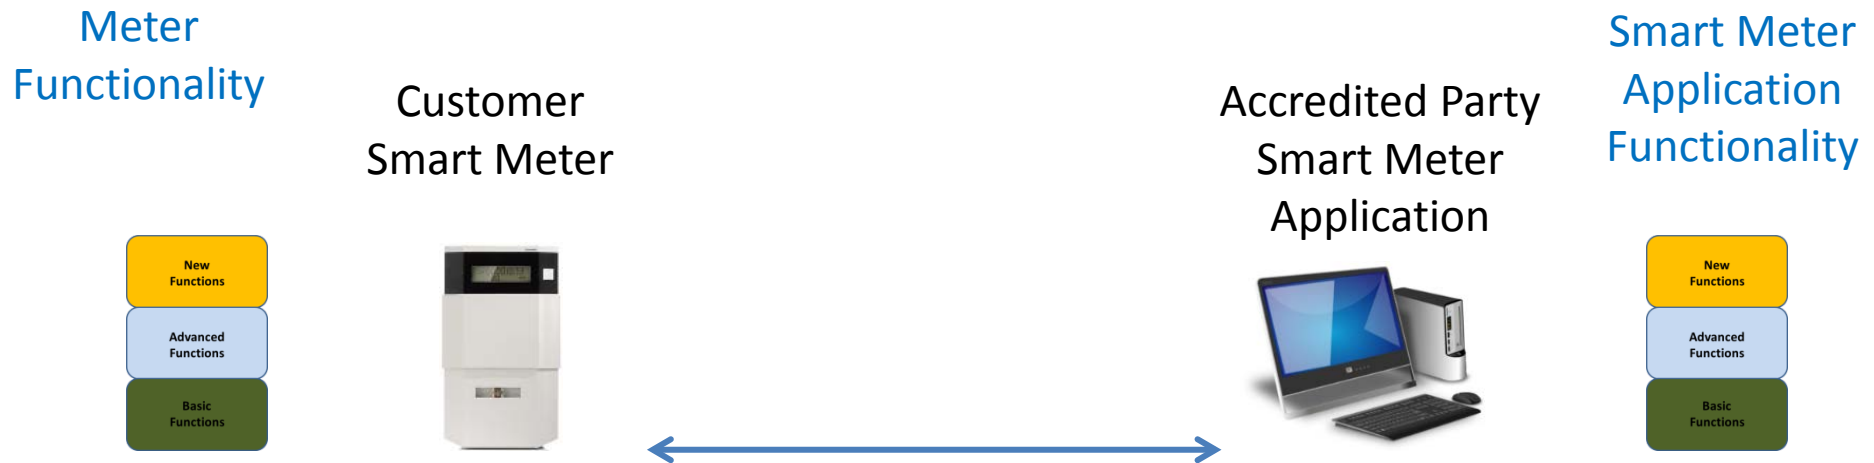 Meter
Functionality
Customer
Smart Meter
Accredited Party
Smart Meter
Application
Smart Meter
Application
Functionality
New
Functions
Advanced
Functions
Basic
Functions
New
Functions
Advanced
Functions
Basic
Functions